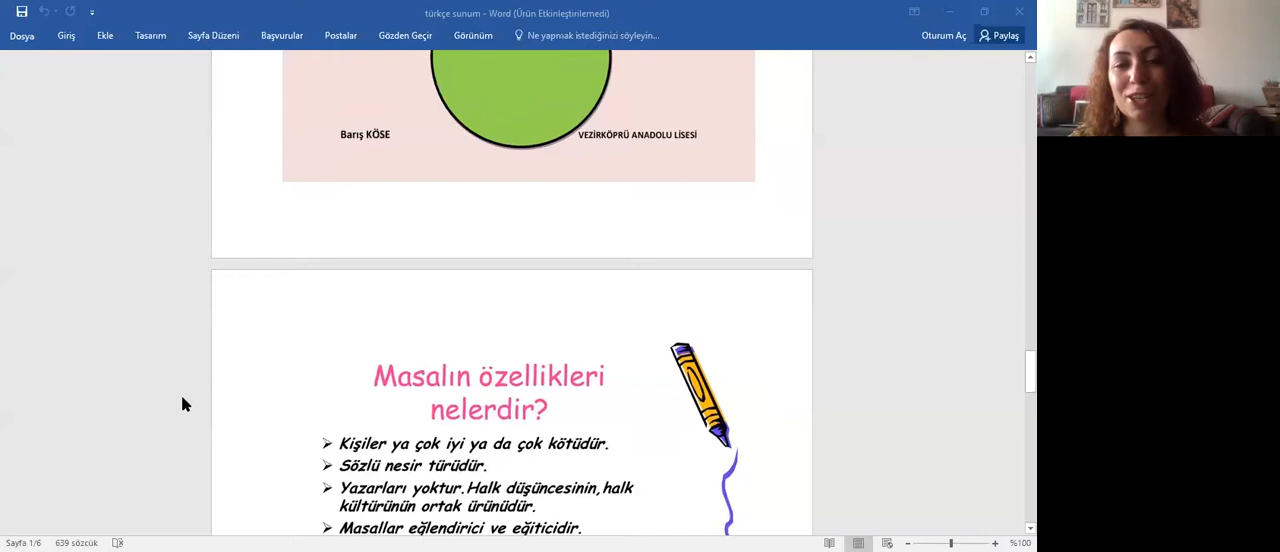 türkçe sunum - Word (Ürün Etkinleştirilemedi)
Dosya Giriş Ekle Tasarım Sayfa Düzeni Başvurular Postalar Gözden Geçir Görünüm Ne yapmak istediğinizi söyleyin... Oturum Aç Paylaş
Barış KÖSE VEZİRKÖPRÜ ANADOLU LİSESİ
Masalın özellikleri
nelerdir?
Kişiler ya çok iyi ya da çok kötüdür.
Sözlü nesir türüdür.
Yazarları yoktur.Halk düşüncesinin,halk
kültürünün ortak ürünüdür.
Masallar eğlendirici ve eğiticidir.
Sayfa 1/6 639 sözcük %100